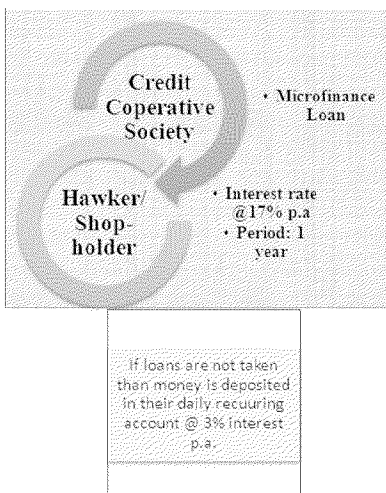 Credit
Coperative
Society
• Microfinance
Loan
Hawker/
Shop-
holder
• Interest rate
@17% p.a
• Period: 1
year
If loans are not taken
than money is deposited
in their daily recuuring
account @ 3% interest
p.a.